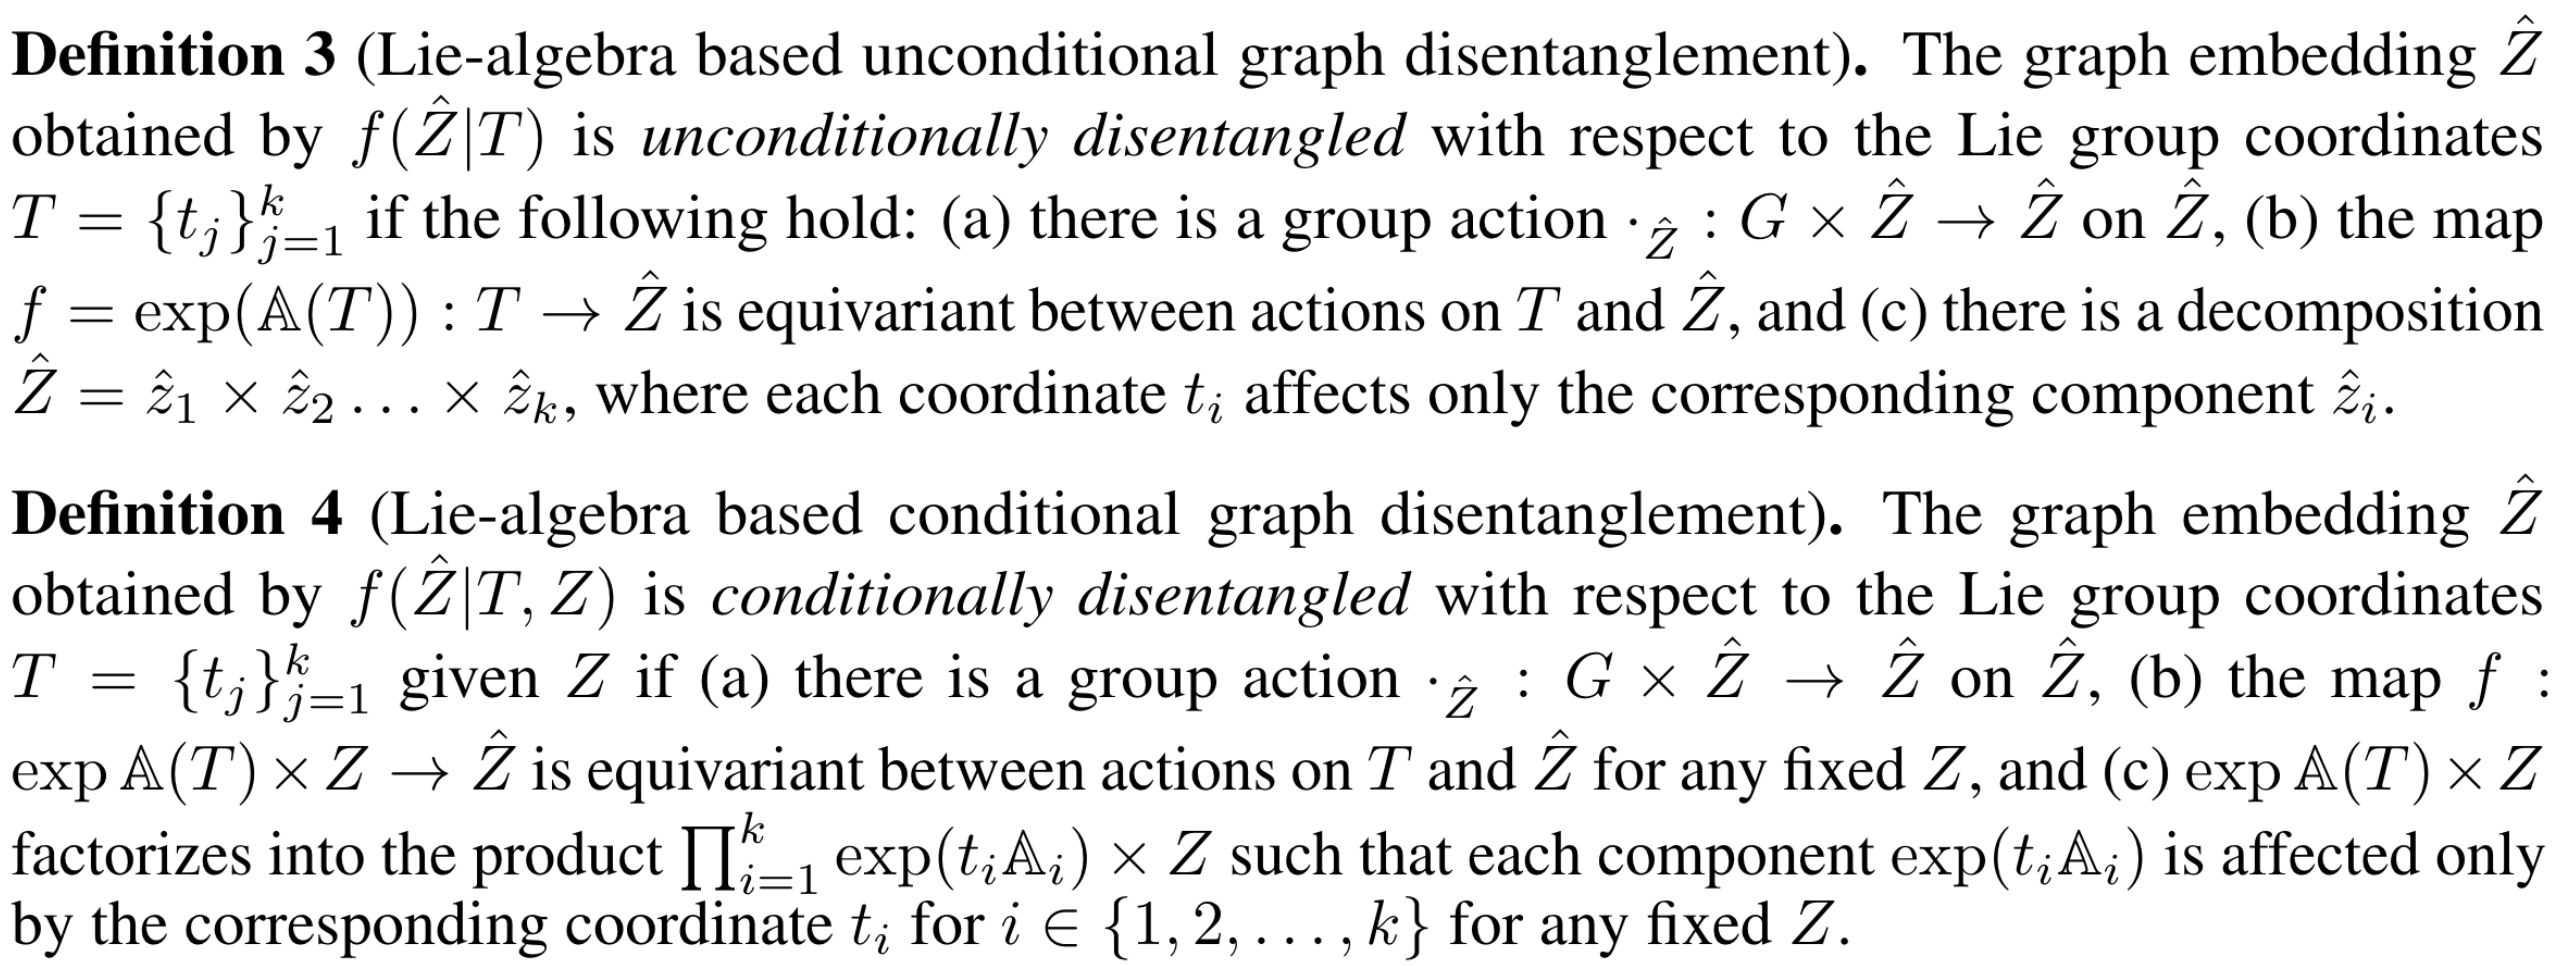 Definition 3 (Lie-algebra based unconditional graph disentanglement). The graph embedding $\hat{Z}$
obtained by $f(\hat{Z}|T)$ is unconditionally disentangled with respect to the Lie group coordinates
$T = \{t_j\}_{j=1}^{k}$ if the following hold: (a) there is a group action $\cdot_{\hat{Z}} : G \times \hat{Z} \rightarrow \hat{Z}$ on $\hat{Z}$, (b) the map
$f = \exp(\mathbb{A}(T)) : T \rightarrow \hat{Z}$ is equivariant between actions on $T$ and $\hat{Z}$, and (c) there is a decomposition
$\hat{Z} = \hat{z}_1 \times \hat{z}_2 \ldots \times \hat{z}_k$, where each coordinate $t_i$ affects only the corresponding component $\hat{z}_i$.
Definition 4 (Lie-algebra based conditional graph disentanglement). The graph embedding $\hat{Z}$
obtained by $f(\hat{Z}|T, Z)$ is conditionally disentangled with respect to the Lie group coordinates
$T = \{t_j\}_{j=1}^{k}$ given $Z$ if (a) there is a group action $\cdot_{\hat{Z}} : G \times \hat{Z} \rightarrow \hat{Z}$ on $\hat{Z}$, (b) the map $f :$
$\exp \mathbb{A}(T) \times Z \rightarrow \hat{Z}$ is equivariant between actions on $T$ and $\hat{Z}$ for any fixed $Z$, and (c) $\exp \mathbb{A}(T) \times Z$
factorizes into the product $\prod_{i=1}^{k} \exp(t_i \mathbb{A}_i) \times Z$ such that each component $\exp(t_i \mathbb{A}_i)$ is affected only
by the corresponding coordinate $t_i$ for $i \in \{1, 2, \ldots, k\}$ for any fixed $Z$.